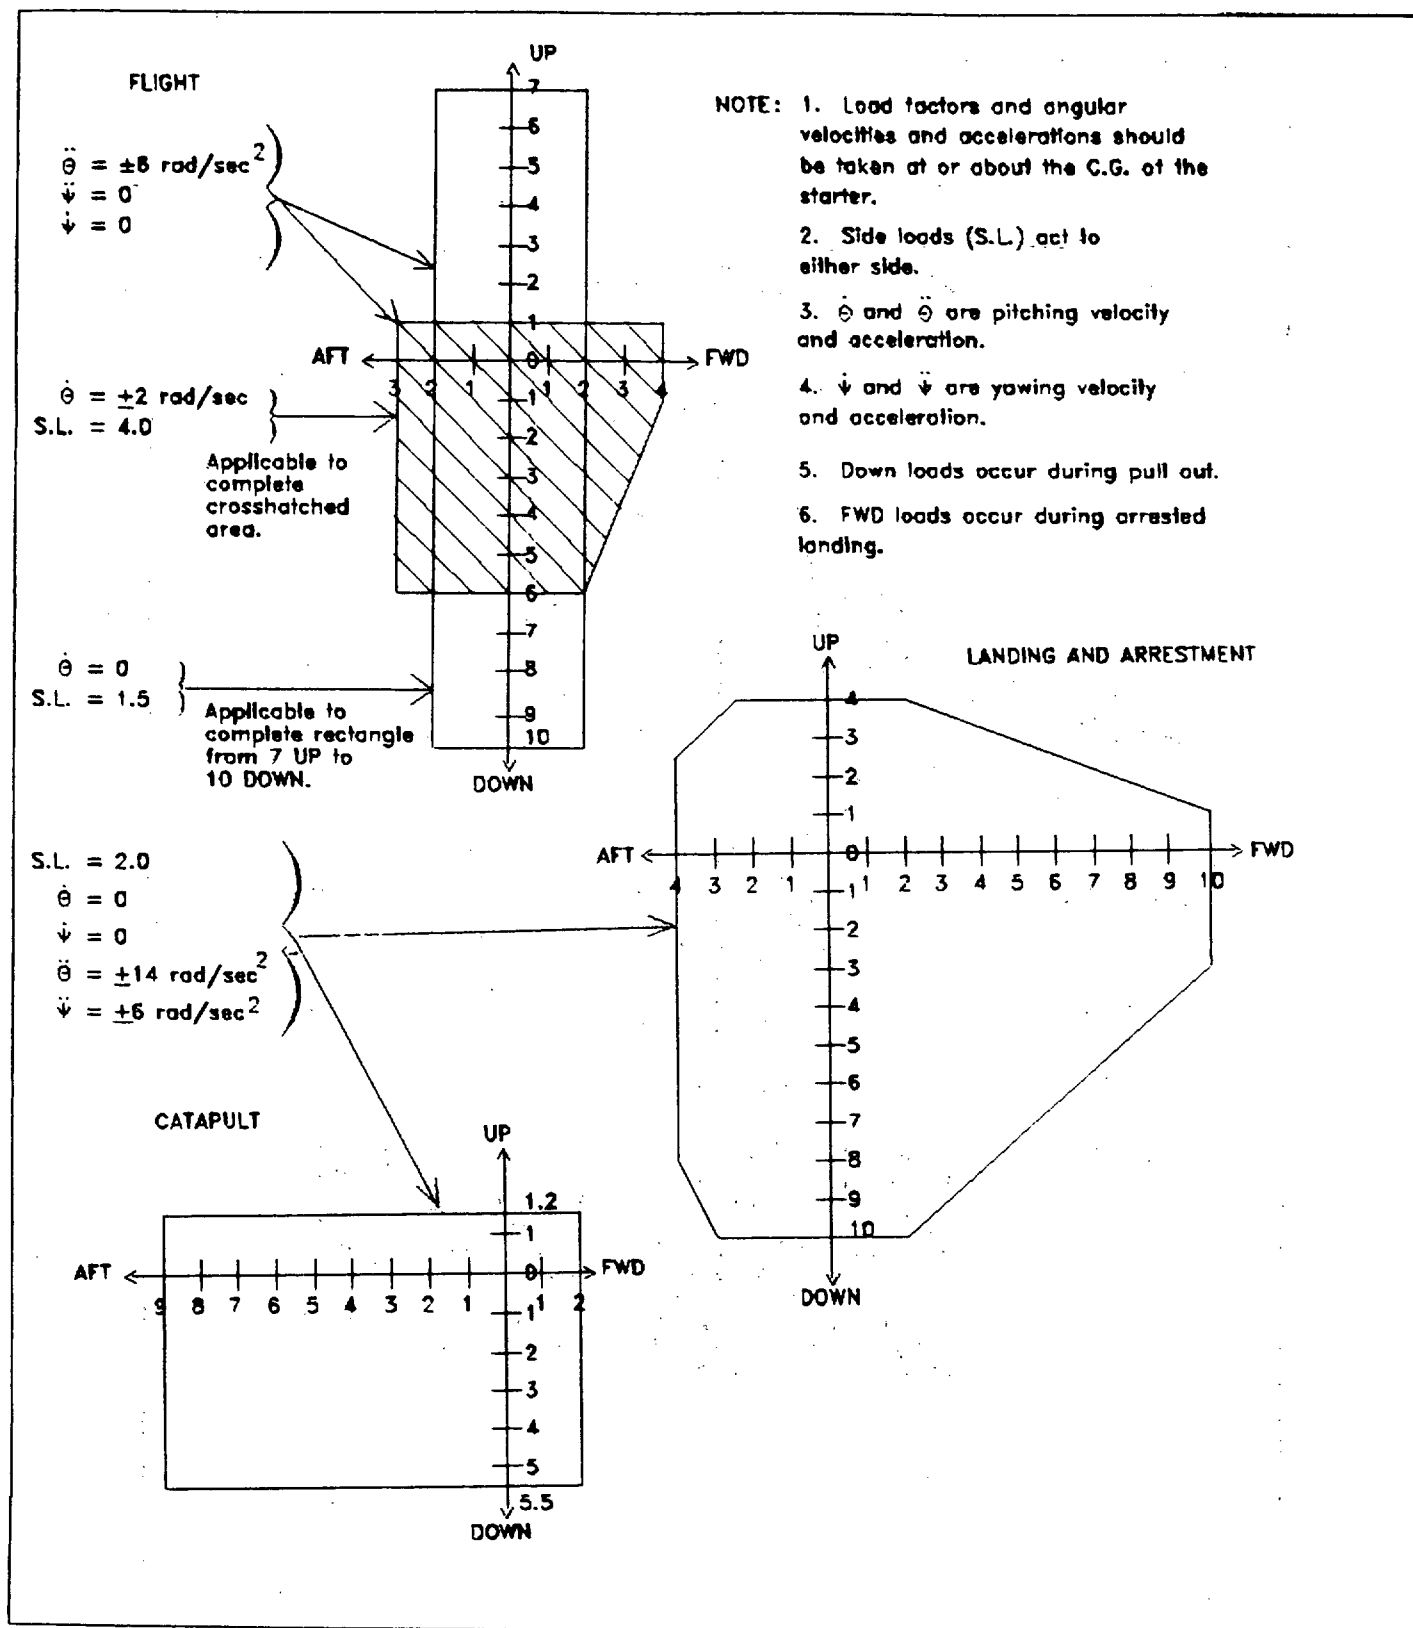 FLIGHT
θ̈ = ±6 rad/sec²
ψ̈ = 0
ψ̇ = 0
UP
7
6
5
4
3
2
1
0
AFT
FWD
3 2 1 1 2 3 4
1
2
3
4
5
6
7
8
9
10
DOWN
θ̇ = ±2 rad/sec
S.L. = 4.0
Applicable to
complete
crosshatched
area.
θ̇ = 0
S.L. = 1.5
Applicable to
complete rectangle
from 7 UP to
10 DOWN.
NOTE: 1. Load factors and angular
velocities and accelerations should
be taken at or about the C.G. of the
starter.
2. Side loads (S.L.) act to
either side.
3. θ̇ and θ̈ are pitching velocity
and acceleration.
4. ψ̇ and ψ̈ are yawing velocity
and acceleration.
5. Down loads occur during pull out.
6. FWD loads occur during arrested
landing.
LANDING AND ARRESTMENT
UP
4
3
2
1
0
AFT
FWD
4 3 2 1 1 2 3 4 5 6 7 8 9 10
1
2
3
4
5
6
7
8
9
10
DOWN
S.L. = 2.0
θ̇ = 0
ψ̇ = 0
θ̈ = ±14 rad/sec²
ψ̈ = ±6 rad/sec²
CATAPULT
UP
1.2
1
0
AFT
FWD
9 8 7 6 5 4 3 2 1 1 2
1
2
3
4
5
5.5
DOWN